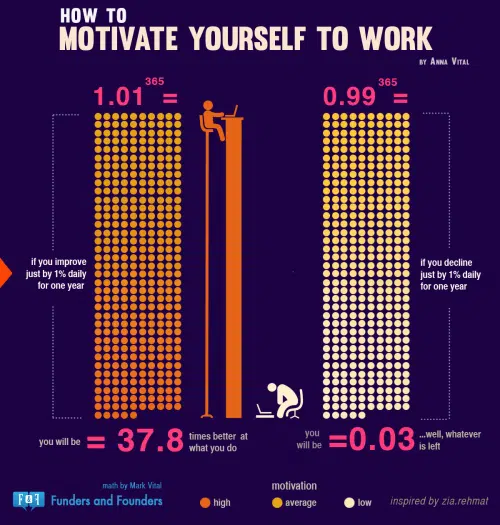 HOW TO
MOTIVATE YOURSELF TO WORK
BY ANNA VITAL
1.01^365 =
0.99^365 =
if you improve
just by 1% daily
for one year
if you decline
just by 1% daily
for one year
you will be = 37.8 times better at
what you do
you
will be =0.03 ...well, whatever
is left
math by Mark Vital
F&F Funders and Founders
motivation
high average low
inspired by zia.rehmat